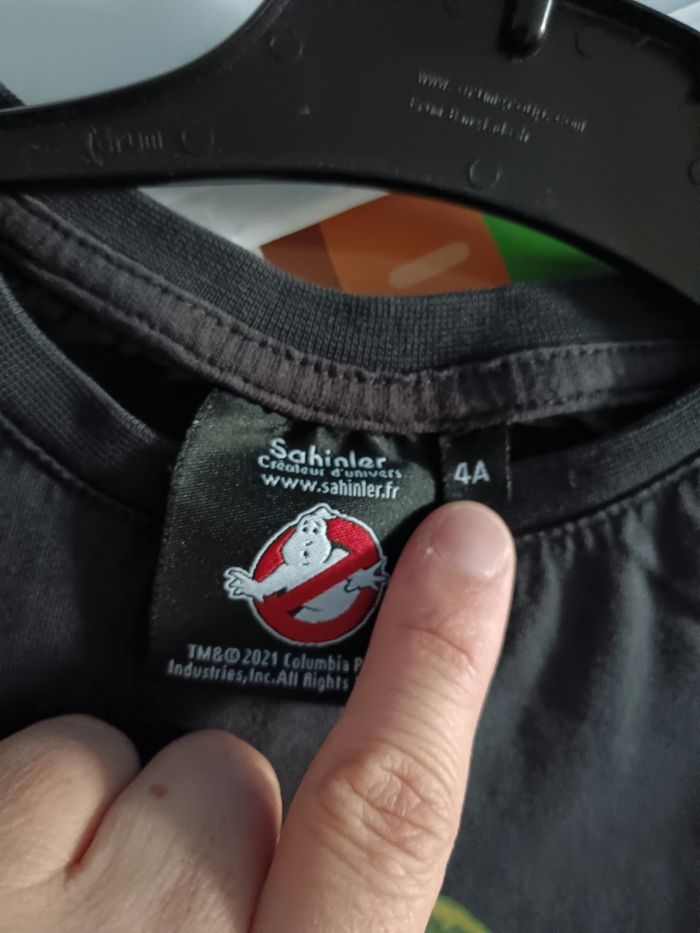 Sahinler
Créateur d'univers
www.sahinler.fr
4A
TM&©2021 Columbia P
Industries,Inc.All Rights